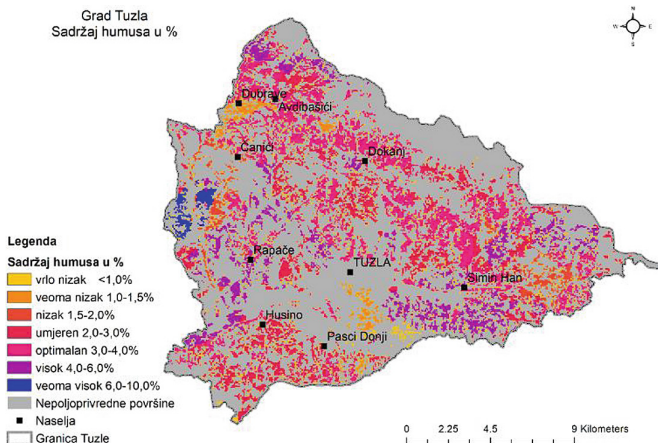 Grad Tuzla
Sadržaj humusa u %
N
W E
S
Dubrave
Avdibašići
Čanići
Dokanj
Rapače
TUZLA
Simin Han
Husino
Pasci Donji
Legenda
Sadržaj humusa u %
vrlo nizak <1,0%
veoma nizak 1,0-1,5%
nizak 1,5-2,0%
umjeren 2,0-3,0%
optimalan 3,0-4,0%
visok 4,0-6,0%
veoma visok 6,0-10,0%
Nepoljoprivredne površine
Naselja
Granica Tuzle
0 2.25 4.5 9 Kilometers